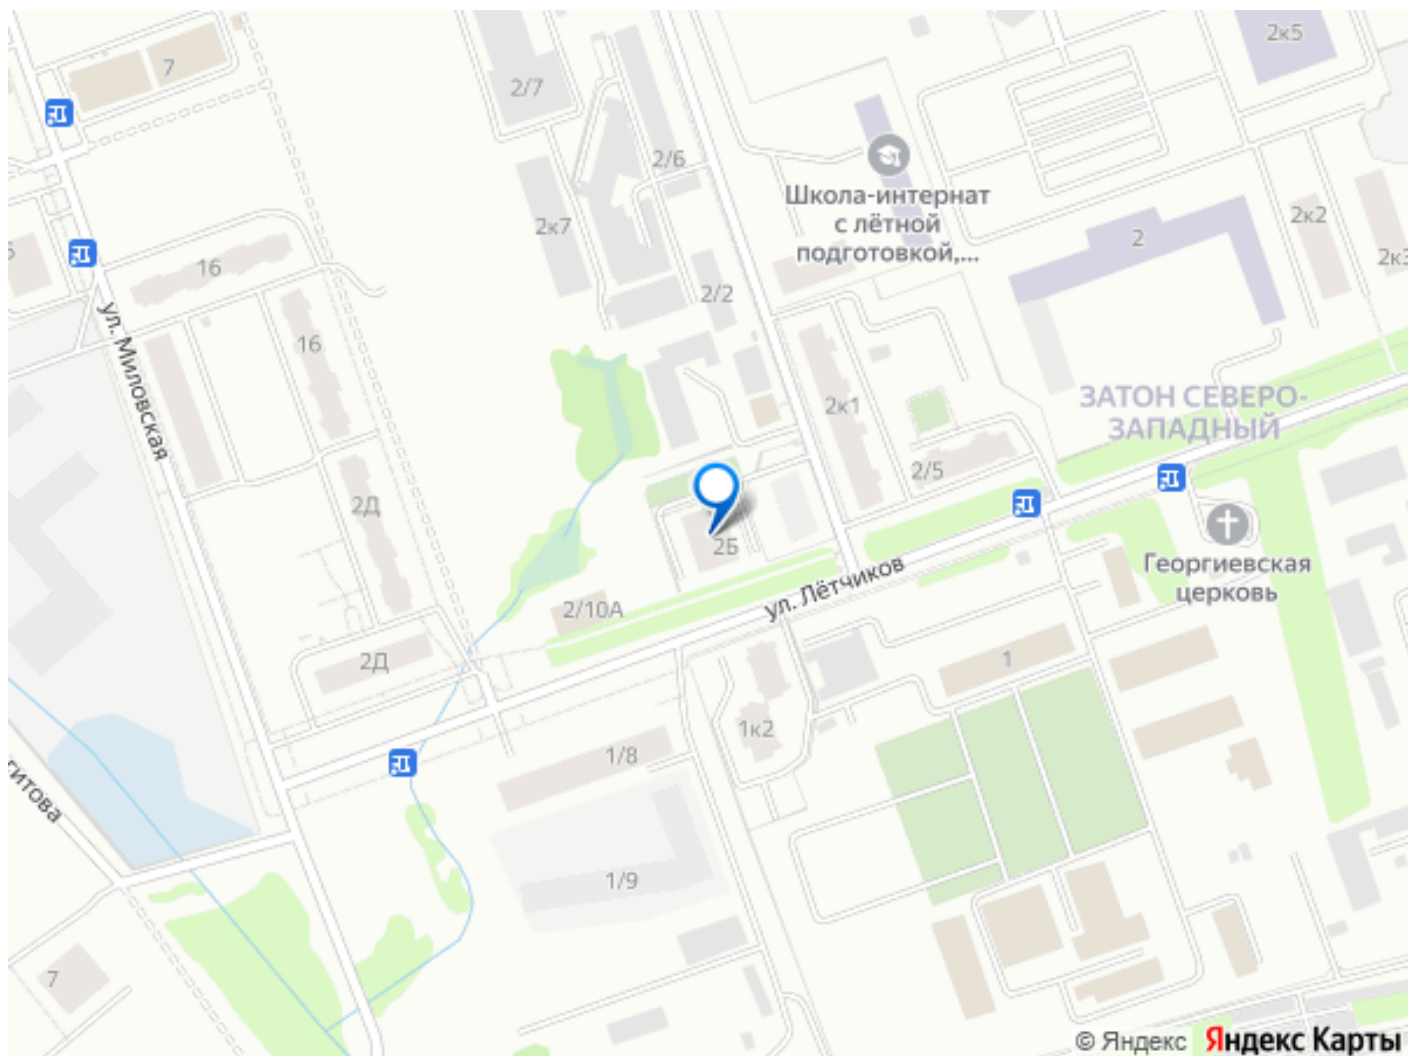 2к5
7
2/7
2/6
Школа-интернат
с лётной
подготовкой,...
2к7
2
2к2
2к3
16
2/2
16
ул. Миловская
2к1
ЗАТОН СЕВЕРО-
ЗАПАДНЫЙ
2/5
2Д
2Б
Георгиевская
церковь
ул. Лётчиков
2/10А
2Д
1
1к2
1/8
гитова
1/9
7
© Яндекс Яндекс Карты